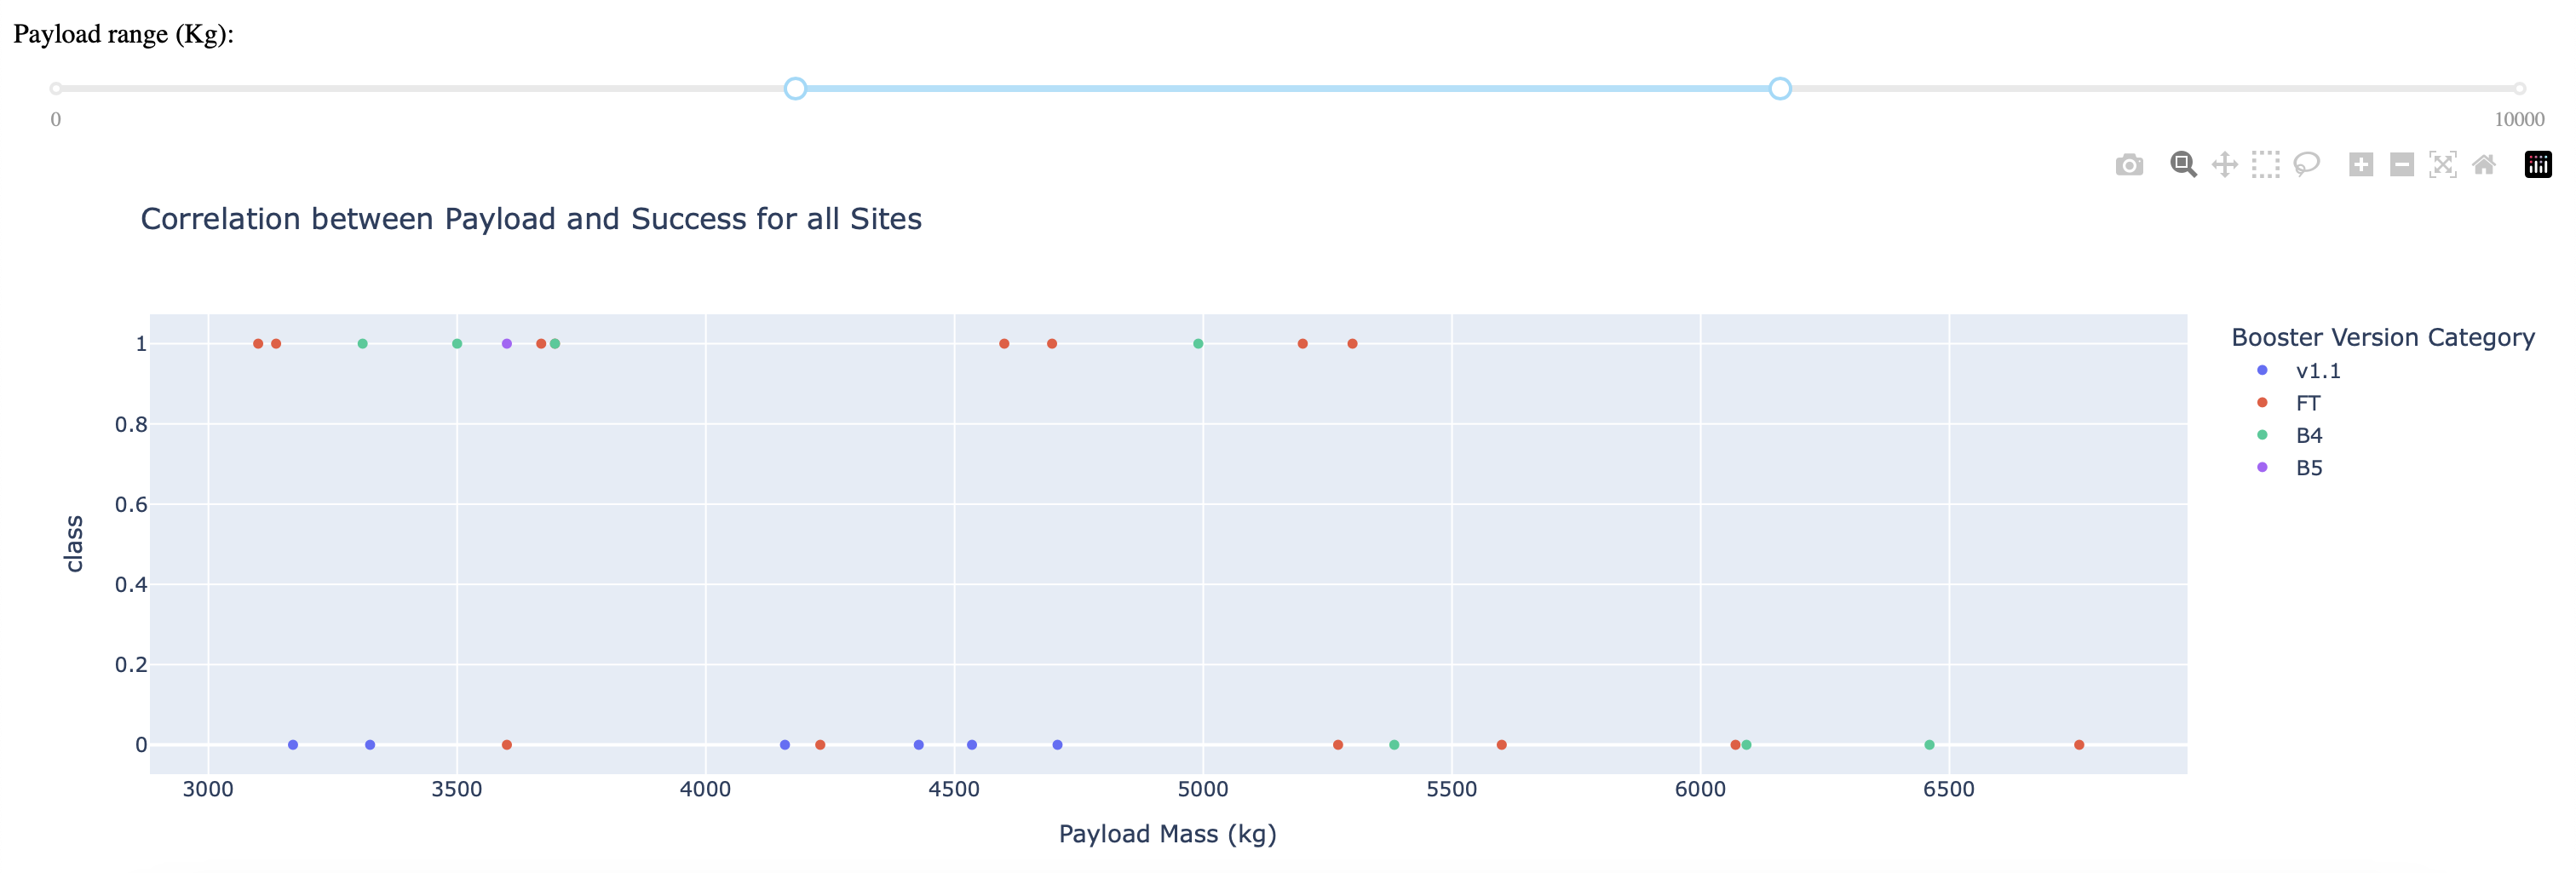 Payload range (Kg):
0
10000
Correlation between Payload and Success for all Sites
1
0.8
0.6
0.4
0.2
0
class
3000 3500 4000 4500 5000 5500 6000 6500
Payload Mass (kg)
Booster Version Category
v1.1
FT
B4
B5